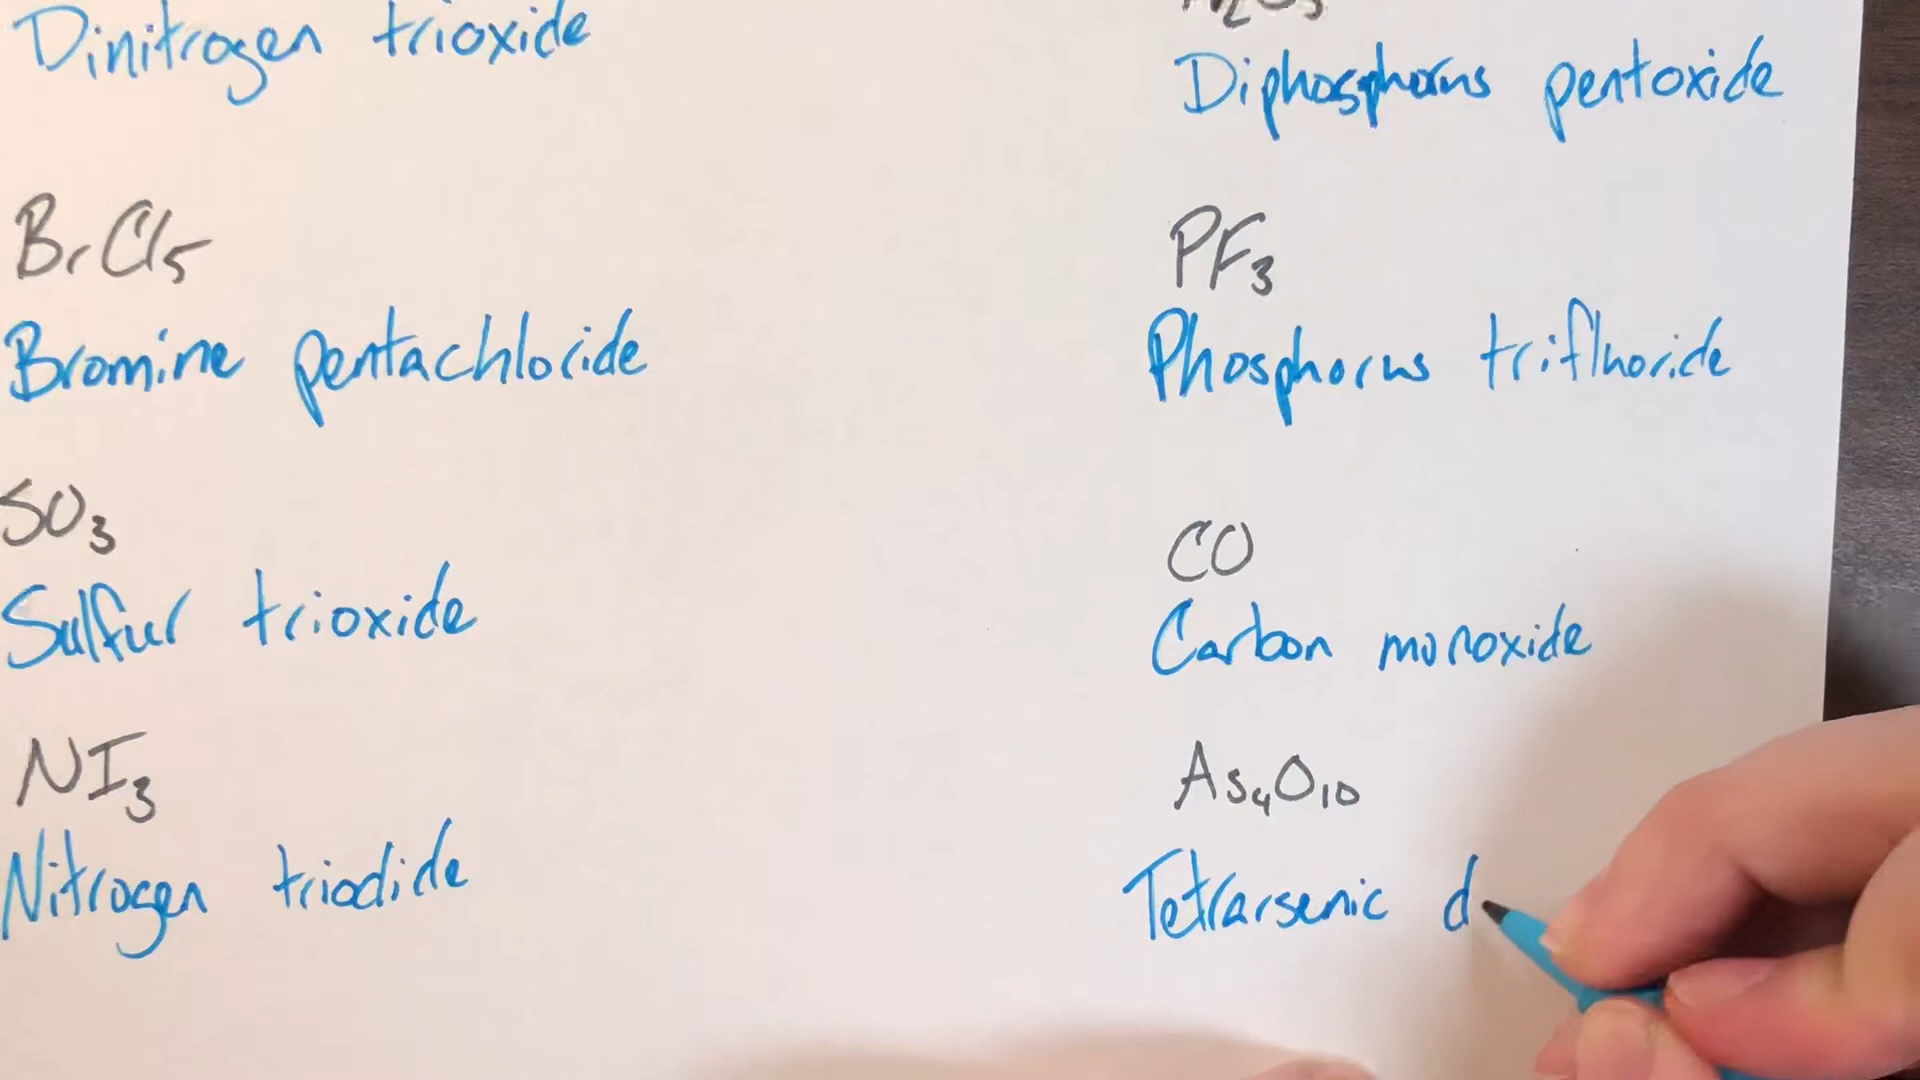 Dinitrogen trioxide
BrCl5
Bromine pentachloride
SO3
Sulfur trioxide
NI3
Nitrogen triodide
Diphosphorus pentoxide
PF3
Phosphorus trifluoride
CO
Carbon monoxide
As4O10
Tetrarsenic d